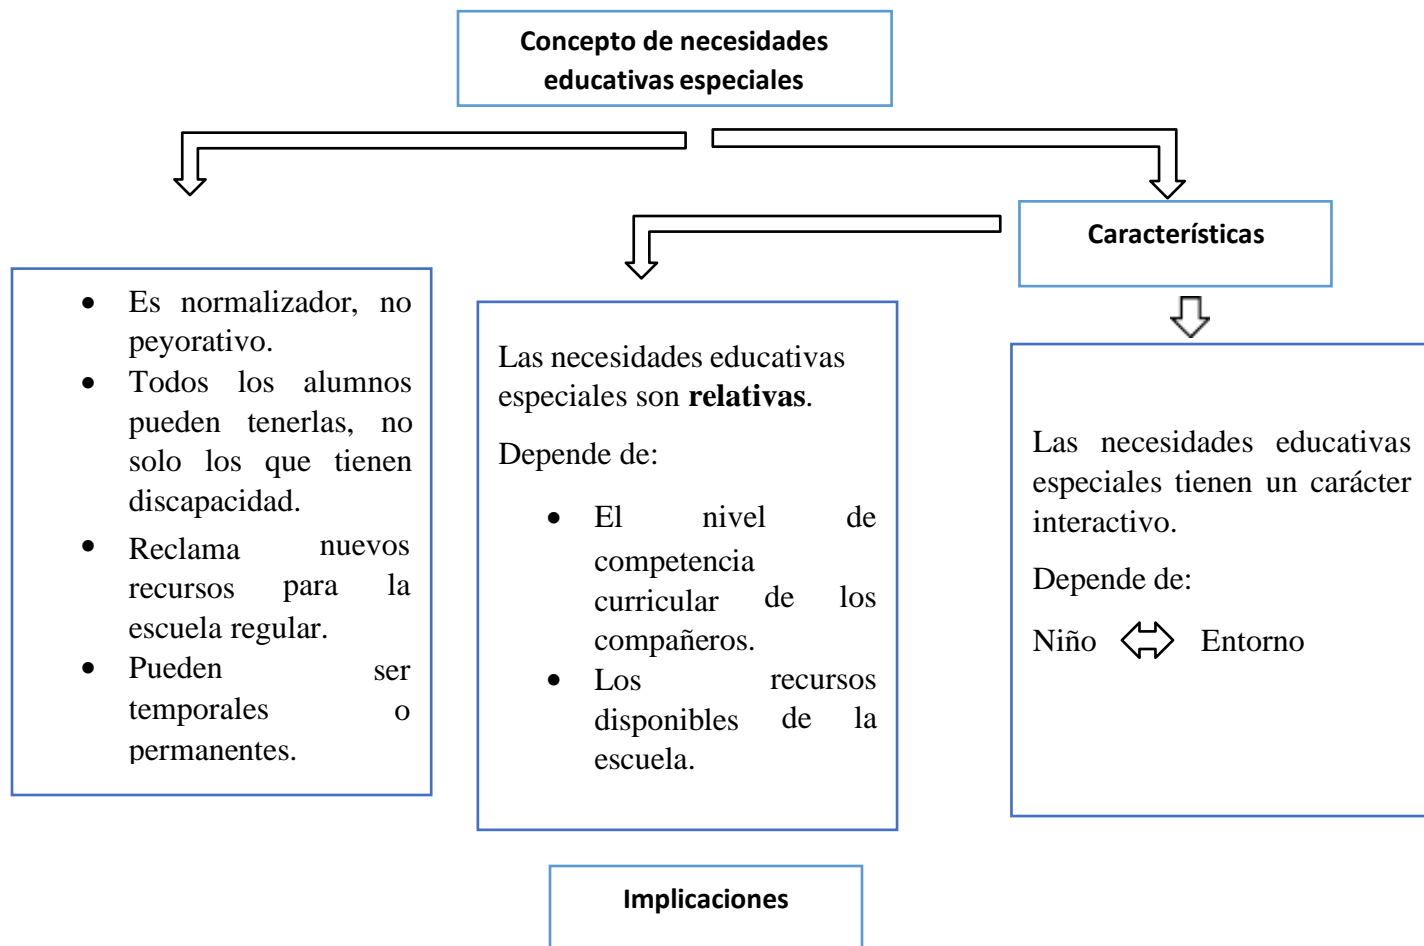 Concepto de necesidades
educativas especiales
Características
• Es normalizador, no
peyorativo.
• Todos los alumnos
pueden tenerlas, no
solo los que tienen
discapacidad.
• Reclama nuevos
recursos para la
escuela regular.
• Pueden ser
temporales o
permanentes.
Las necesidades educativas
especiales son relativas.
Depende de:
• El nivel de
competencia
curricular de los
compañeros.
• Los recursos
disponibles de la
escuela.
Las necesidades educativas
especiales tienen un carácter
interactivo.
Depende de:
Niño Entorno
Implicaciones